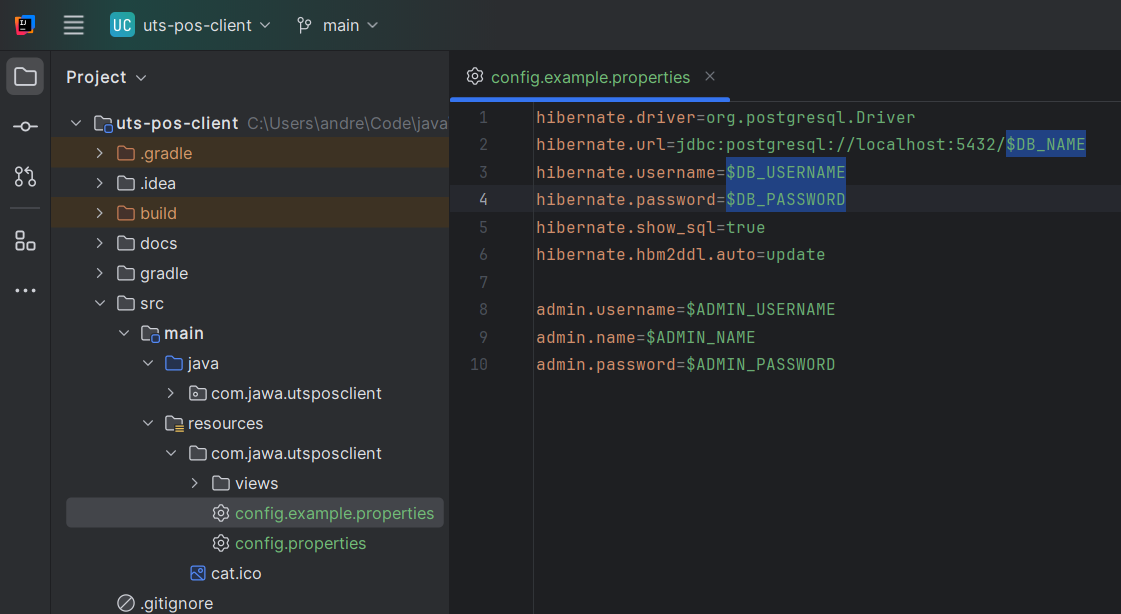 UC uts-pos-client main
Project
config.example.properties
uts-pos-client C:\Users\andre\Code\java
.gradle
.idea
build
docs
gradle
src
main
java
com.jawa.utsposclient
resources
com.jawa.utsposclient
views
config.example.properties
config.properties
cat.ico
.gitignore
1 hibernate.driver=org.postgresql.Driver
2 hibernate.url=jdbc:postgresql://localhost:5432/$DB_NAME
3 hibernate.username=$DB_USERNAME
4 hibernate.password=$DB_PASSWORD
5 hibernate.show_sql=true
6 hibernate.hbm2ddl.auto=update
7
8 admin.username=$ADMIN_USERNAME
9 admin.name=$ADMIN_NAME
10 admin.password=$ADMIN_PASSWORD